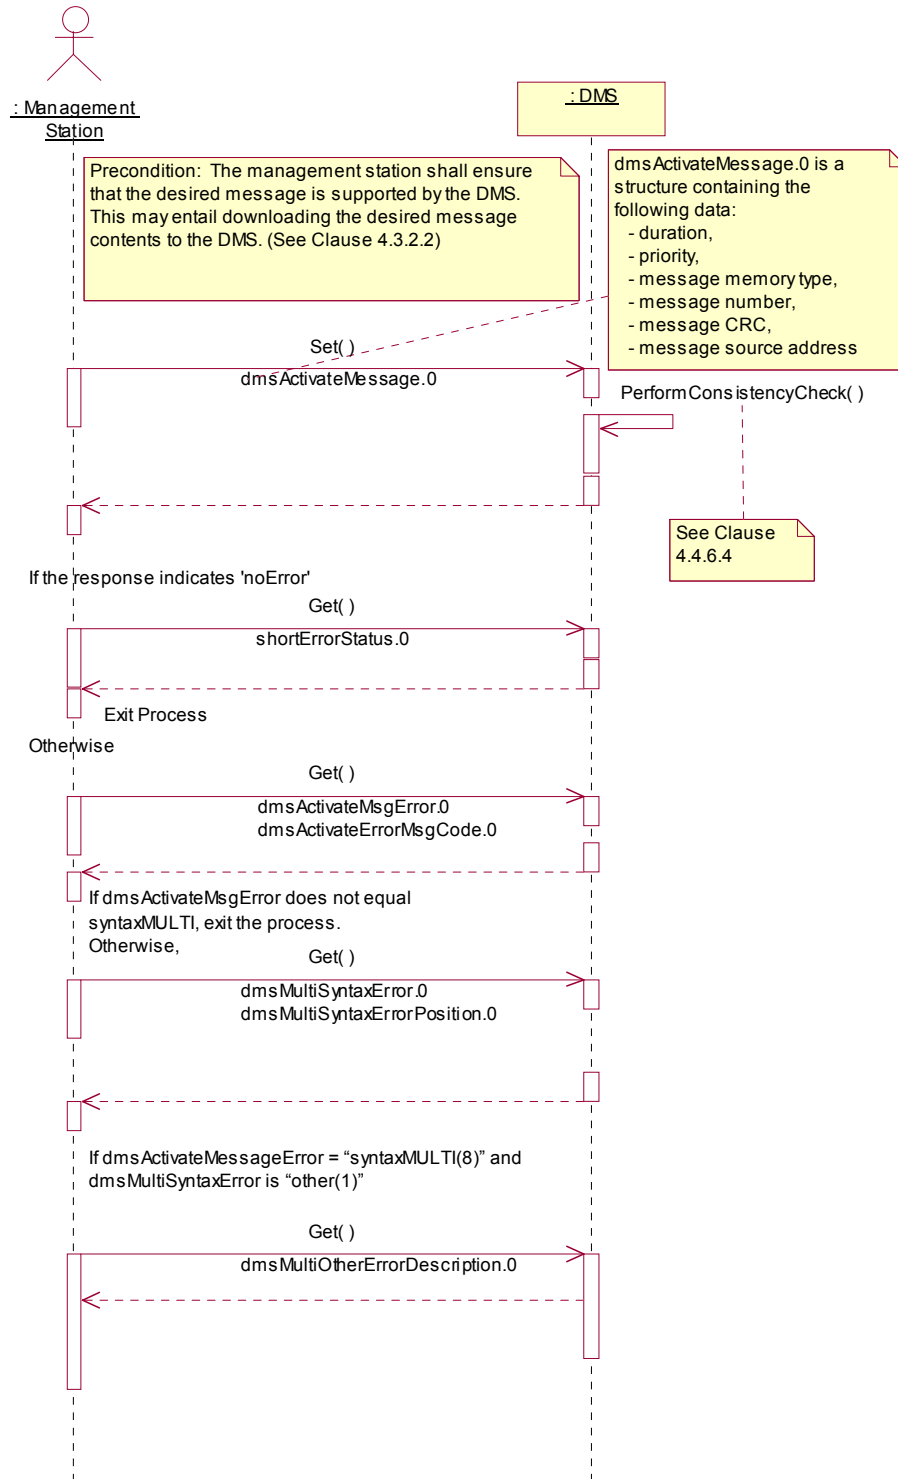 : Management
Station
: DMS
Precondition: The management station shall ensure
that the desired message is supported by the DMS.
This may entail downloading the desired message
contents to the DMS. (See Clause 4.3.2.2)
dmsActivateMessage.0 is a
structure containing the
following data:
- duration,
- priority,
- message memory type,
- message number,
- message CRC,
- message source address
Set( )
dmsActivateMessage.0
PerformConsistencyCheck( )
See Clause
4.4.6.4
If the response indicates 'noError'
Get( )
shortErrorStatus.0
Exit Process
Otherwise
Get( )
dmsActivateMsgError.0
dmsActivateErrorMsgCode.0
If dmsActivateMsgError does not equal
syntaxMULTI, exit the process.
Otherwise,
Get( )
dmsMultiSyntaxError.0
dmsMultiSyntaxErrorPosition.0
If dmsActivateMessageError = “syntaxMULTI(8)” and
dmsMultiSyntaxError is “other(1)”
Get( )
dmsMultiOtherErrorDescription.0